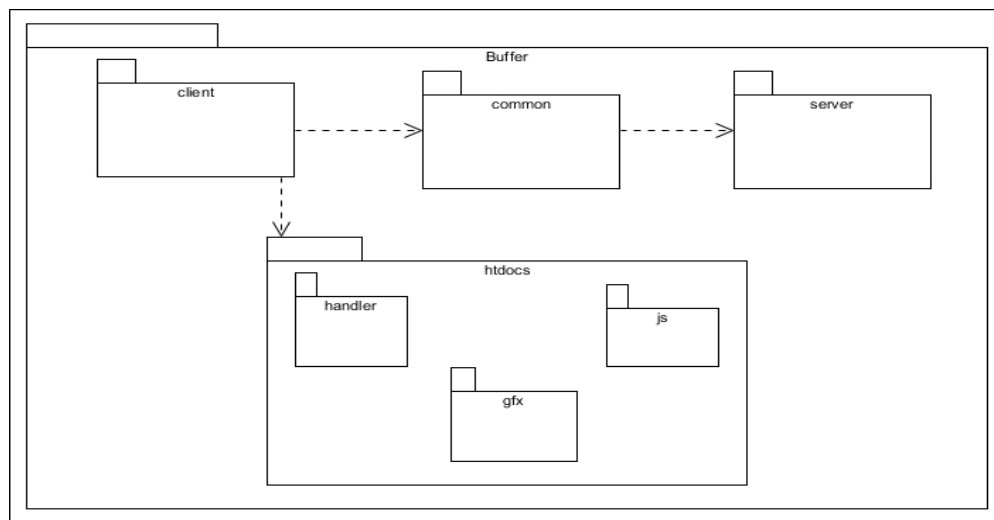 Buffer
client
common
server
htdocs
handler
js
gfx